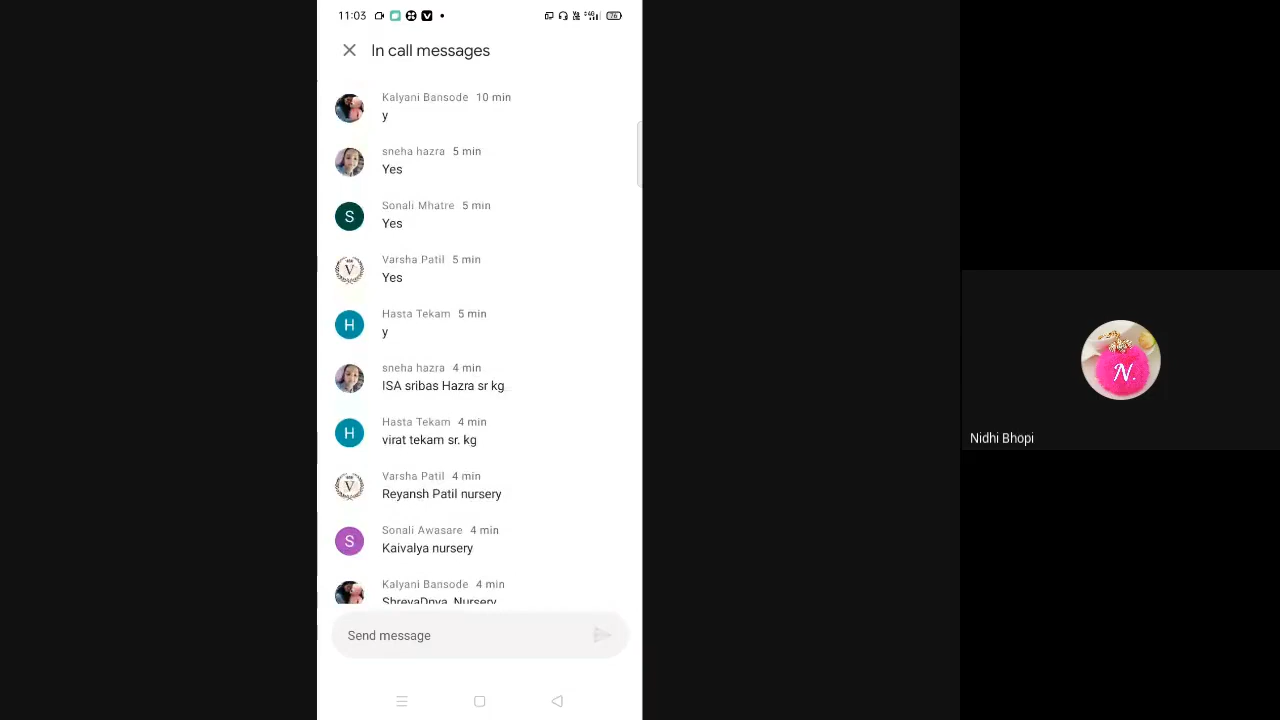 11:03
In call messages
Kalyani Bansode 10 min
y
sneha hazra 5 min
Yes
S
Sonali Mhatre 5 min
Yes
V
Varsha Patil 5 min
Yes
H
Hasta Tekam 5 min
y
sneha hazra 4 min
ISA sribas Hazra sr kg
H
Hasta Tekam 4 min
virat tekam sr. kg
V
Varsha Patil 4 min
Reyansh Patil nursery
S
Sonali Awasare 4 min
Kaivalya nursery
Kalyani Bansode 4 min
Nursery
Send message
N.
Nidhi Bhopi